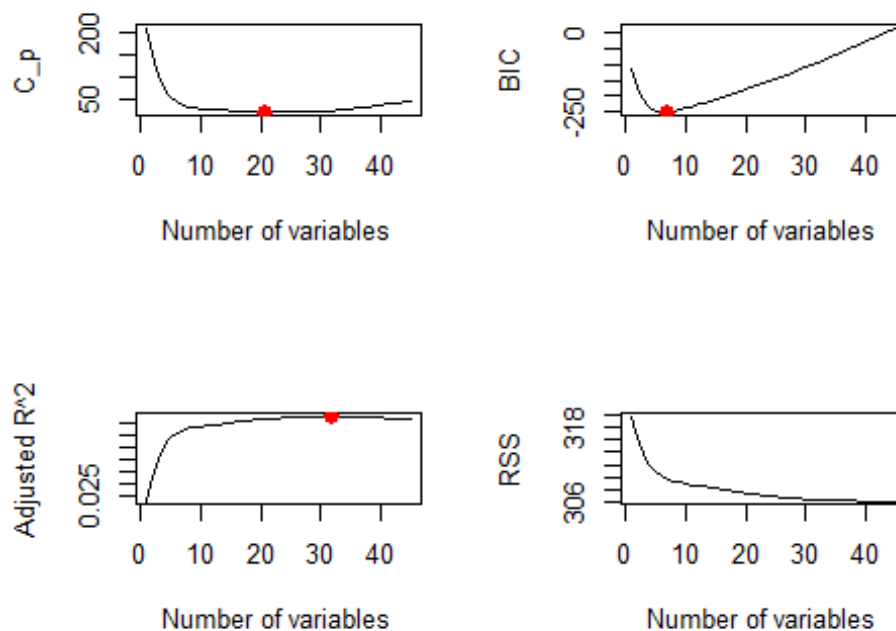 C_p
200
50
0 10 20 30 40
Number of variables
BIC
0
-250
0 10 20 30 40
Number of variables
Adjusted R^2
0.025
0 10 20 30 40
Number of variables
RSS
318
306
0 10 20 30 40
Number of variables